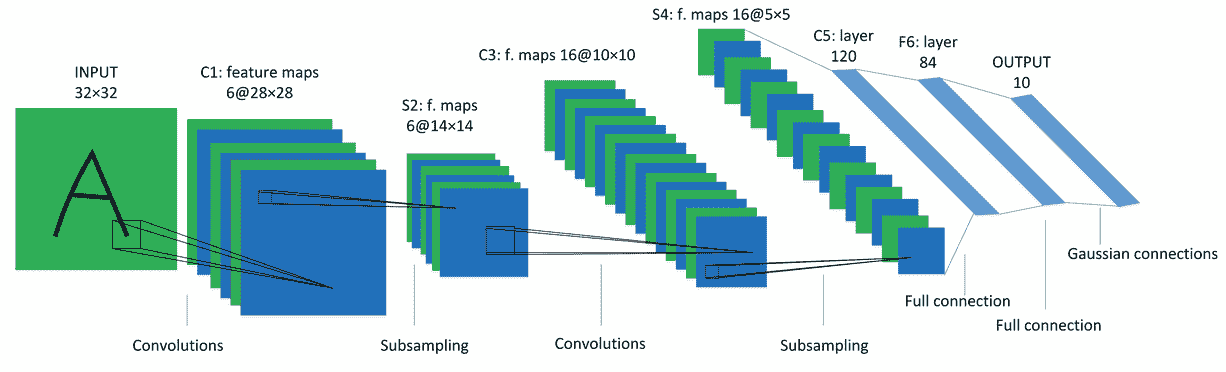 INPUT
32×32
C1: feature maps
6@28×28
S2: f. maps
6@14×14
C3: f. maps 16@10×10
S4: f. maps 16@5×5
C5: layer
120
F6: layer
84
OUTPUT
10
A
Convolutions
Subsampling
Convolutions
Subsampling
Full connection
Full connection
Gaussian connections